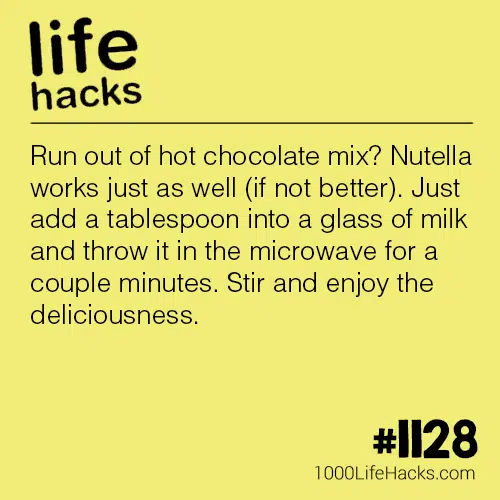 life
hacks
Run out of hot chocolate mix? Nutella
works just as well (if not better). Just
add a tablespoon into a glass of milk
and throw it in the microwave for a
couple minutes. Stir and enjoy the
deliciousness.
#1128
1000LifeHacks.com